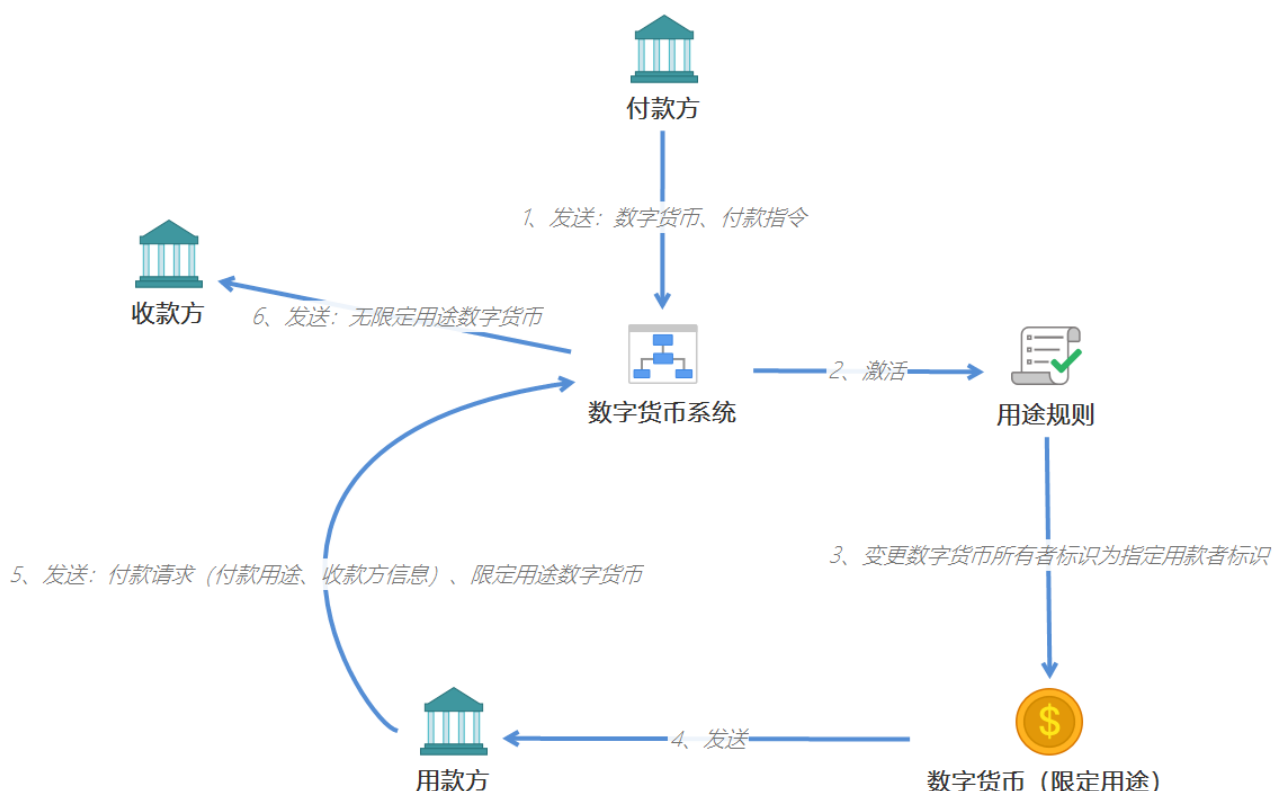 付款方
1、发送：数字货币、付款指令
收款方
6、发送：无限定用途数字货币
数字货币系统
2、激活
用途规则
3、变更数字货币所有者标识为指定用款者标识
5、发送：付款请求（付款用途、收款方信息）、限定用途数字货币
用款方
4、发送
$
数字货币（限定用途）